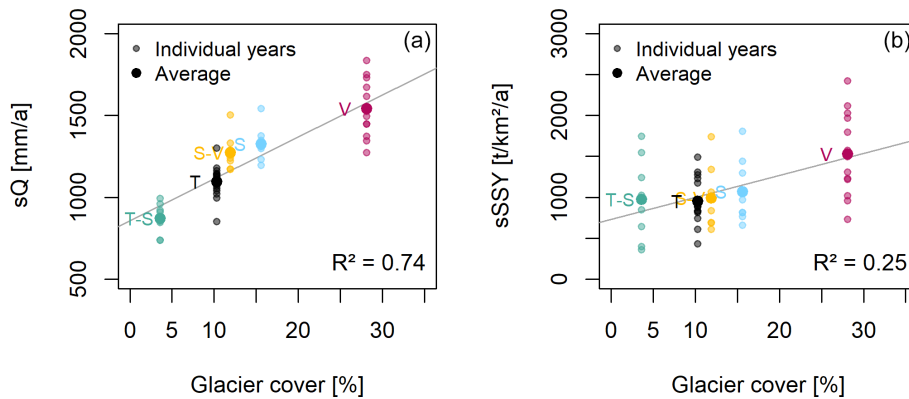 (a)
Individual years
Average
T-S
T
S-V
S
V
R² = 0.74
sQ [mm/a]
500
1000
1500
2000
0
5
10
20
30
Glacier cover [%]
(b)
Individual years
Average
T-S
T
S-V
S
V
R² = 0.25
sSSY [t/km²/a]
0
1000
2000
3000
0
5
10
20
30
Glacier cover [%]